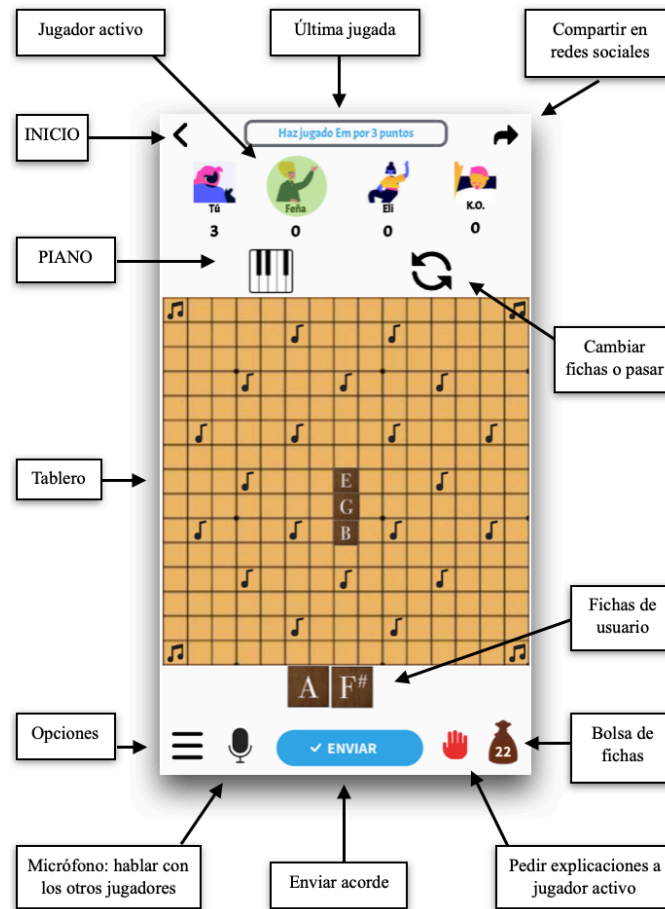 Jugador activo
Última jugada
Compartir en
redes sociales
INICIO
Haz jugado Em por 3 puntos
Tú
Feña
Eli
K.O.
3
0
0
0
PIANO
Cambiar
fichas o pasar
Tablero
E
G
B
Fichas de
usuario
A
F#
Opciones
ENVIAR
22
Bolsa de
fichas
Micrófono: hablar con
los otros jugadores
Enviar acorde
Pedir explicaciones a
jugador activo